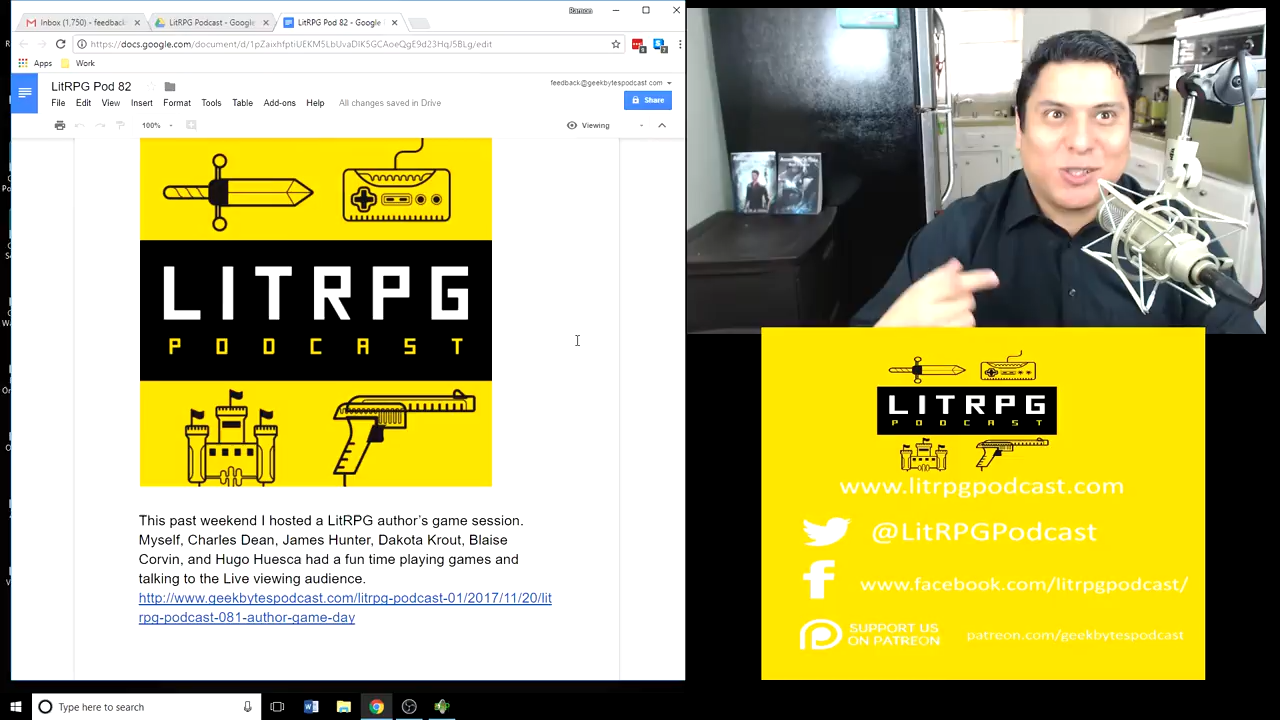 Ramon
Inbox (1,750) - feedback
LitRPG Podcast - Google
LitRPG Pod 82 - Google
https://docs.google.com/document/d/1pZaixhfptiUEKM5LbUvaDIK5GCAoeQgE9d23HqJ5BLg/edit
Apps Work
LitRPG Pod 82
feedback@geekbytespodcast.com
File Edit View Insert Format Tools Table Add-ons Help All changes saved in Drive
Share
100%
Viewing
LITRPG
PODCAST
This past weekend I hosted a LitRPG author's game session.
Myself, Charles Dean, James Hunter, Dakota Krout, Blaise
Corvin, and Hugo Huesca had a fun time playing games and
talking to the Live viewing audience.
http://www.geekbytespodcast.com/litrpg-podcast-01/2017/11/20/lit
rpg-podcast-081-author-game-day
Type here to search
LITRPG
PODCAST
www.litrpgpodcast.com
@LitRPGPodcast
www.facebook.com/litrpgpodcast/
SUPPORT US
ON PATREON
patreon.com/geekbytespodcast